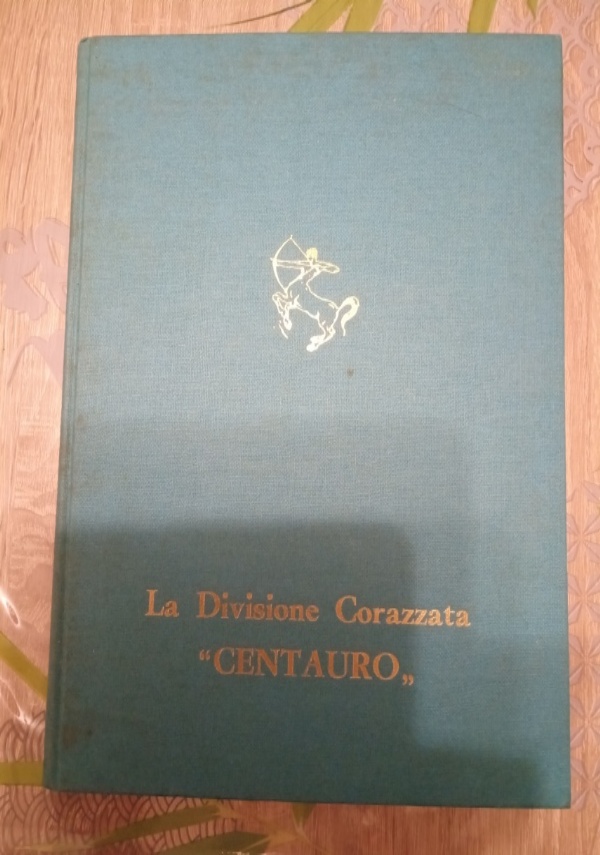 La Divisione Corazzata
“CENTAURO„